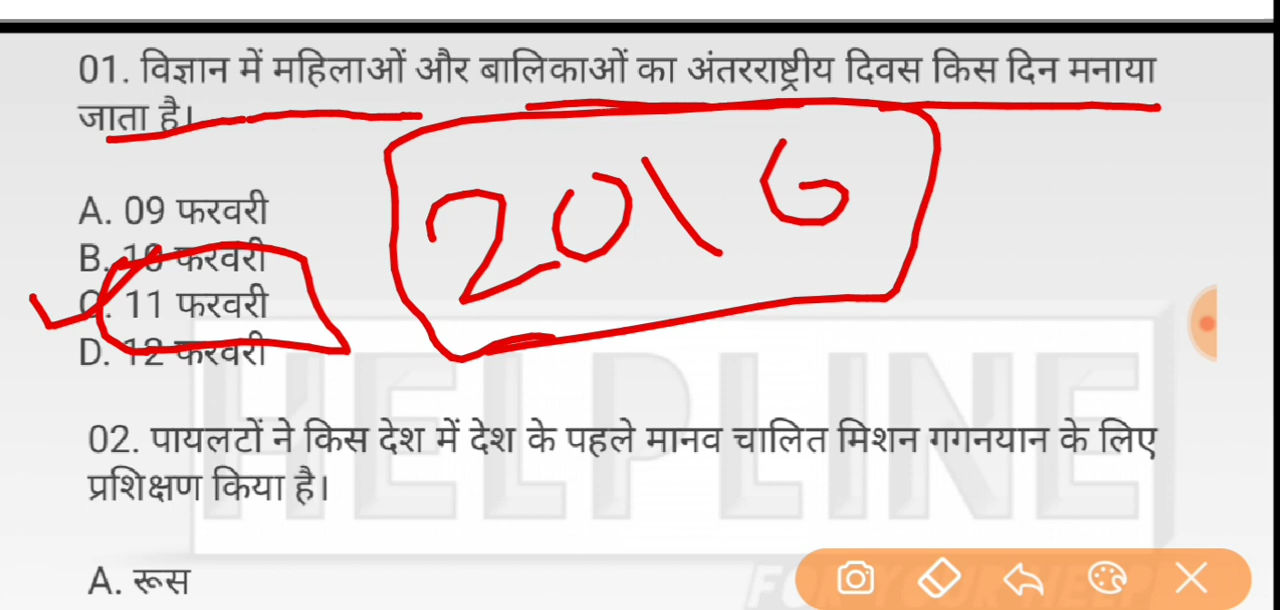 01. विज्ञान में महिलाओं और बालिकाओं का अंतरराष्ट्रीय दिवस किस दिन मनाया
जाता है।
2016
A. 09 फरवरी
B. 10 फरवरी
C. 11 फरवरी
D. 12 फरवरी
HELPLINE
02. पायलटों ने किस देश में देश के पहले मानव चालित मिशन गगनयान के लिए
प्रशिक्षण किया है।
A. रूस